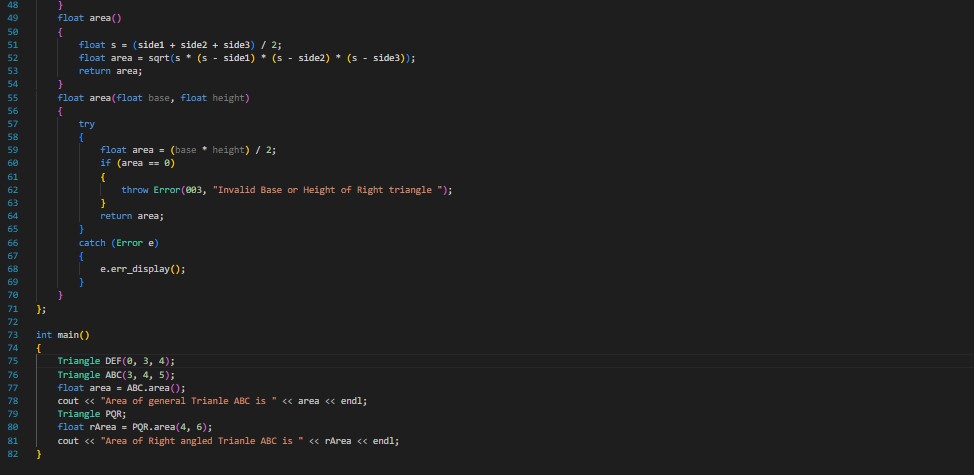 48 }
49 float area()
50 {
51 float s = (side1 + side2 + side3) / 2;
52 float area = sqrt(s * (s - side1) * (s - side2) * (s - side3));
53 return area;
54 }
55 float area(float base, float height)
56 {
57 try
58 {
59 float area = (base * height) / 2;
60 if (area == 0)
61 {
62 throw Error(003, "Invalid Base or Height of Right triangle ");
63 }
64 return area;
65 }
66 catch (Error e)
67 {
68 e.err_display();
69 }
70 }
71 };
72
73 int main()
74 {
75 Triangle DEF(0, 3, 4);
76 Triangle ABC(3, 4, 5);
77 float area = ABC.area();
78 cout << "Area of general Trianle ABC is " << area << endl;
79 Triangle PQR;
80 float rArea = PQR.area(4, 6);
81 cout << "Area of Right angled Trianle ABC is " << rArea << endl;
82 }